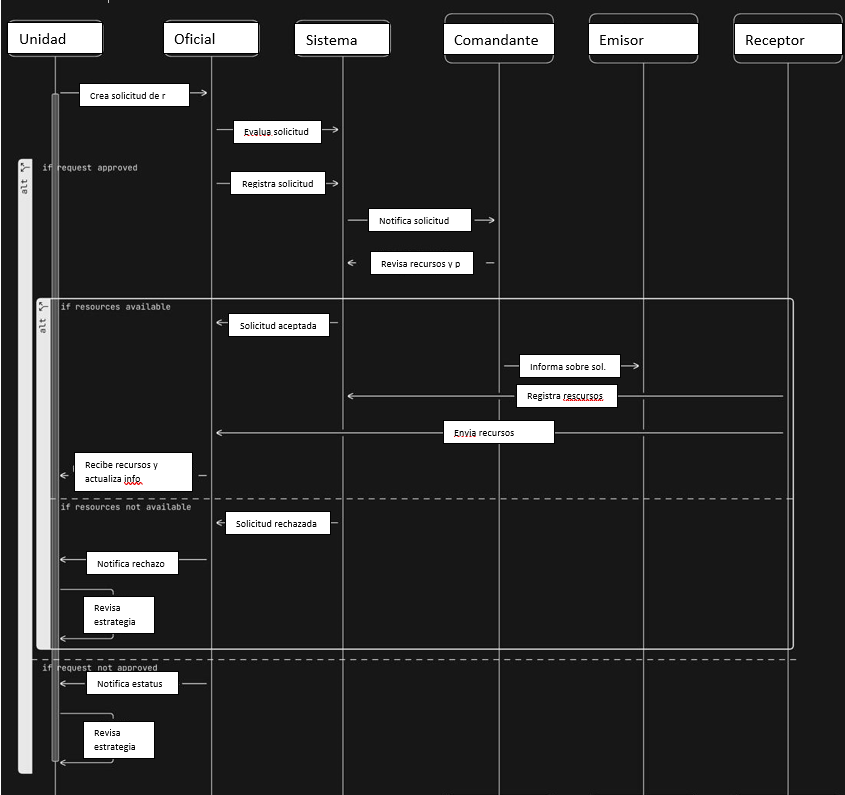 Unidad
Oficial
Sistema
Comandante
Emisor
Receptor
Crea solicitud de r
Evalua solicitud
alt
if request approved
Registra solicitud
Notifica solicitud
Revisa recursos y p
alt
if resources available
Solicitud aceptada
Informa sobre sol.
Registra rescursos
Envia recursos
Recibe recursos y
actualiza info
if resources not available
Solicitud rechazada
Notifica rechazo
Revisa
estrategia
if request not approved
Notifica estatus
Revisa
estrategia